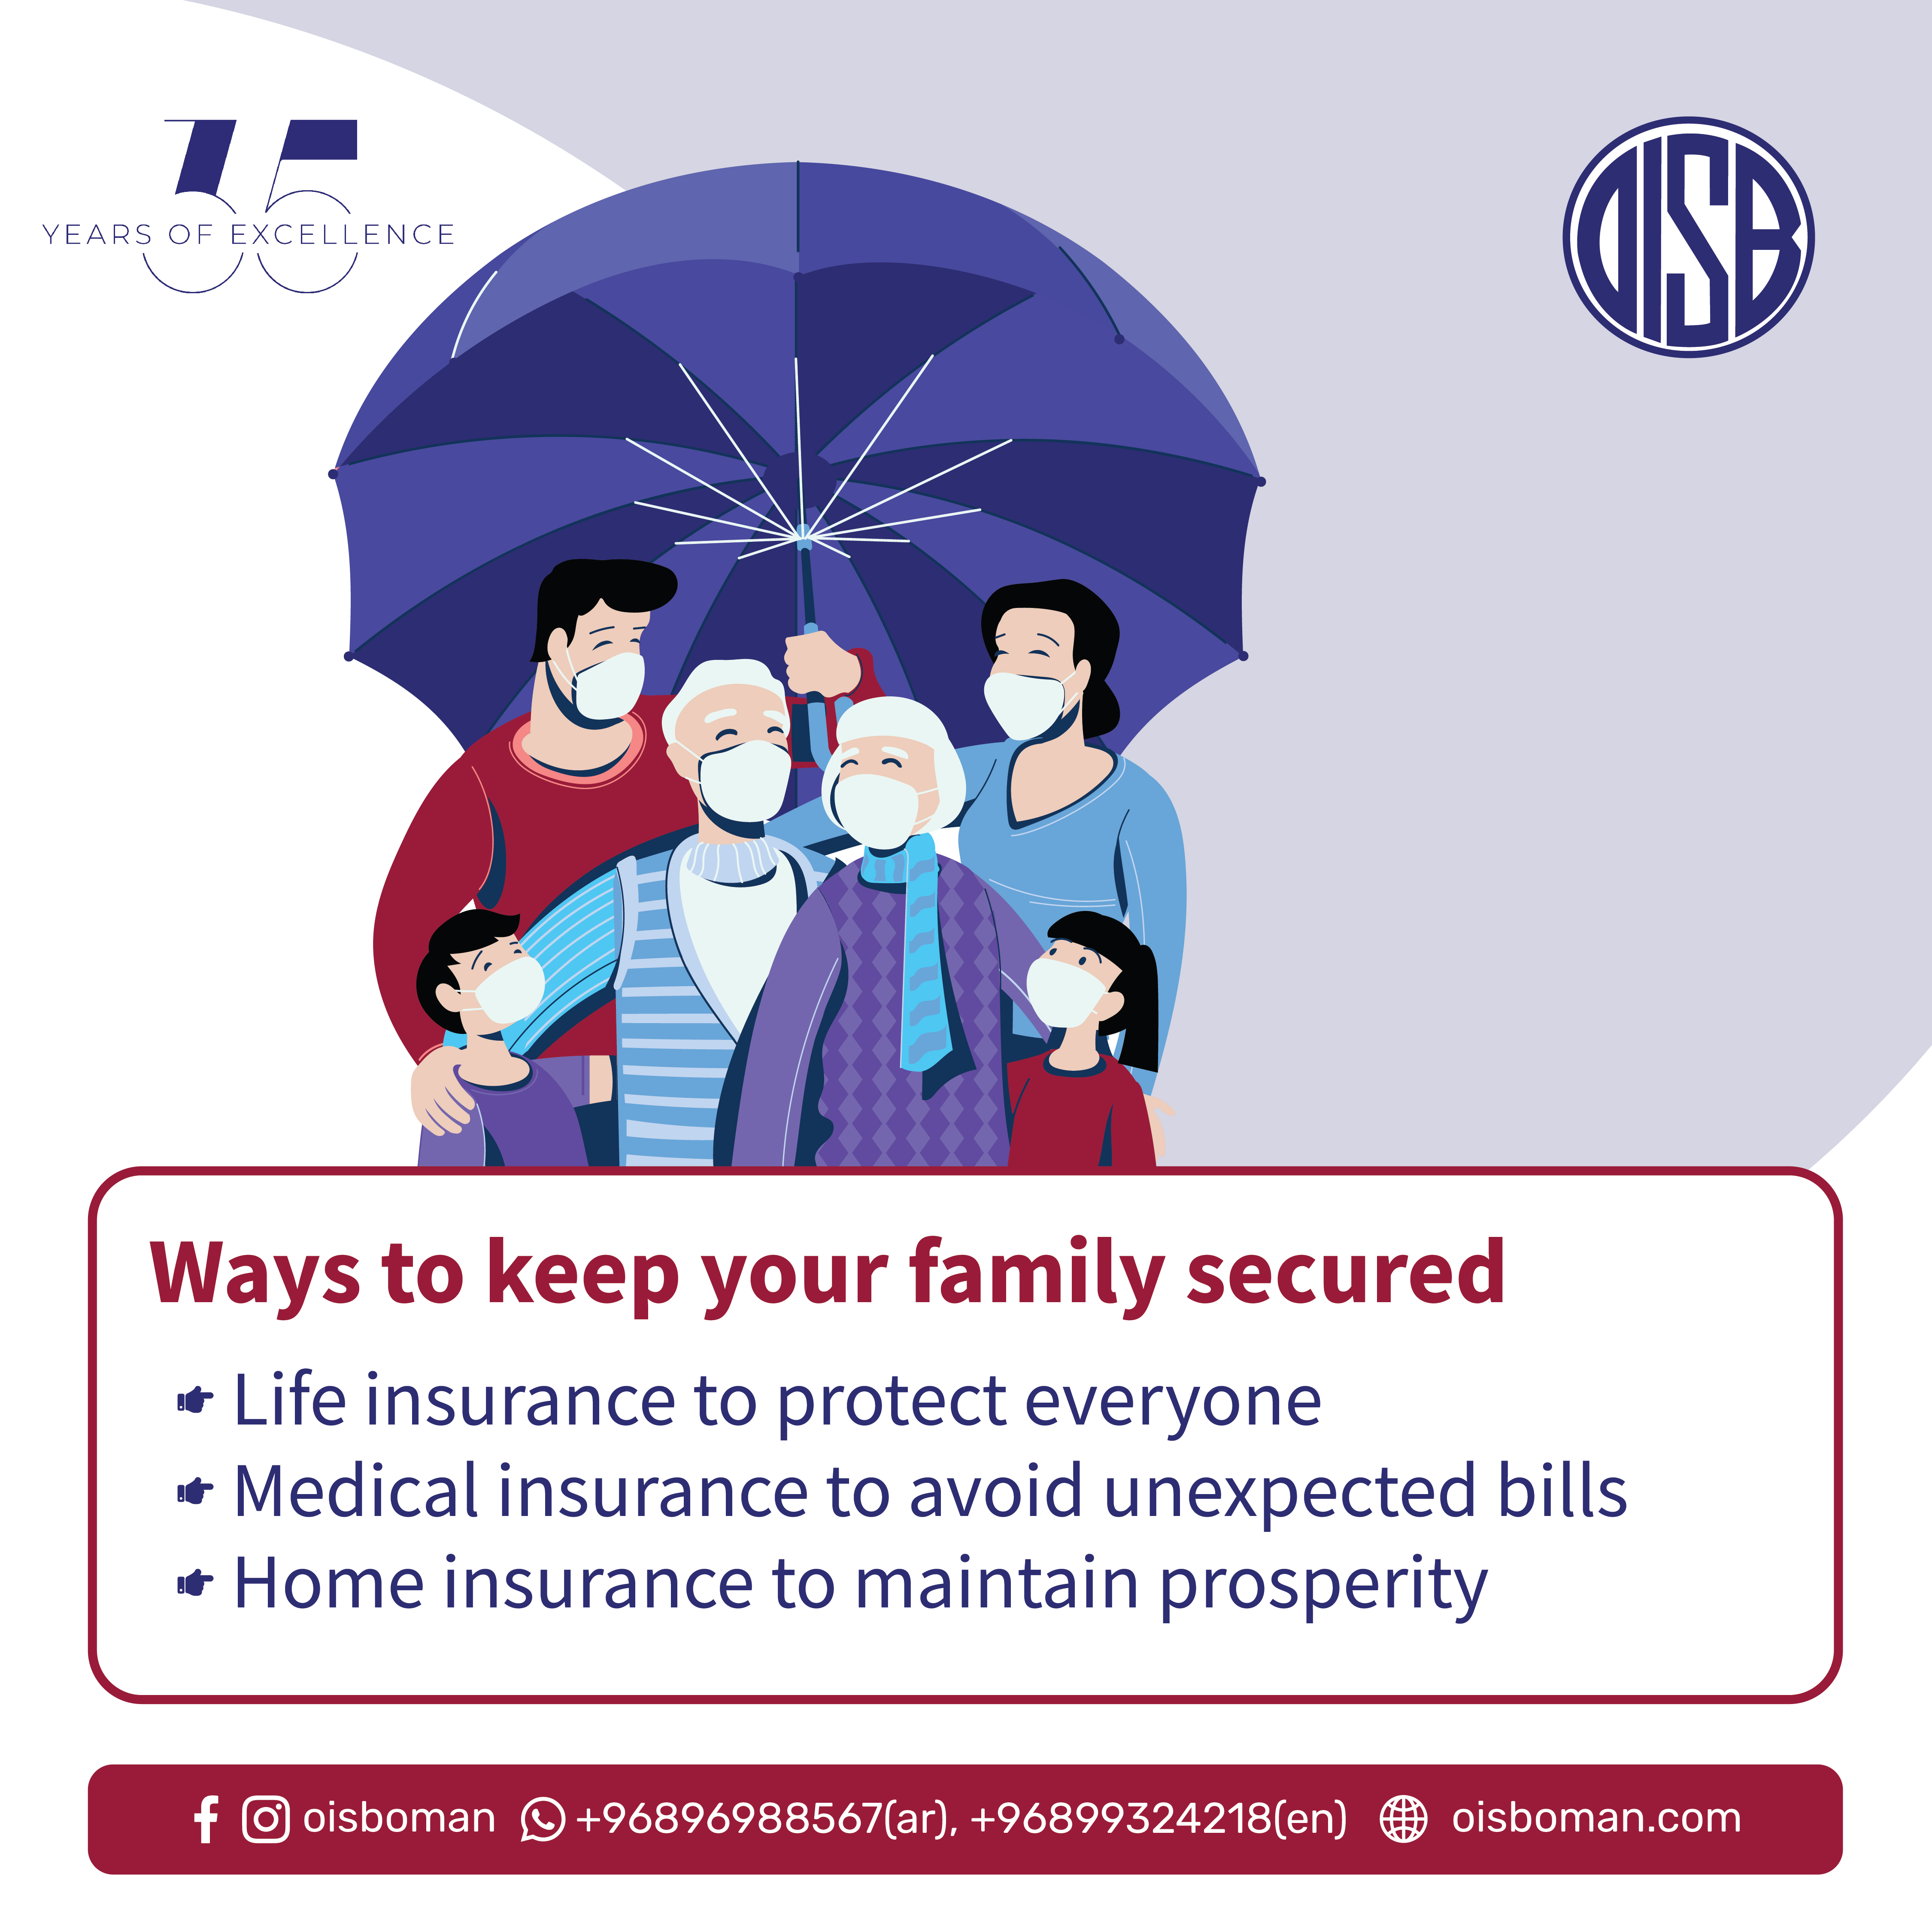 35
YEARS OF EXCELLENCE
OISB
Ways to keep your family secured
Life insurance to protect everyone
Medical insurance to avoid unexpected bills
Home insurance to maintain prosperity
oisboman +96896988567(ar), +96899324218(en) oisboman.com